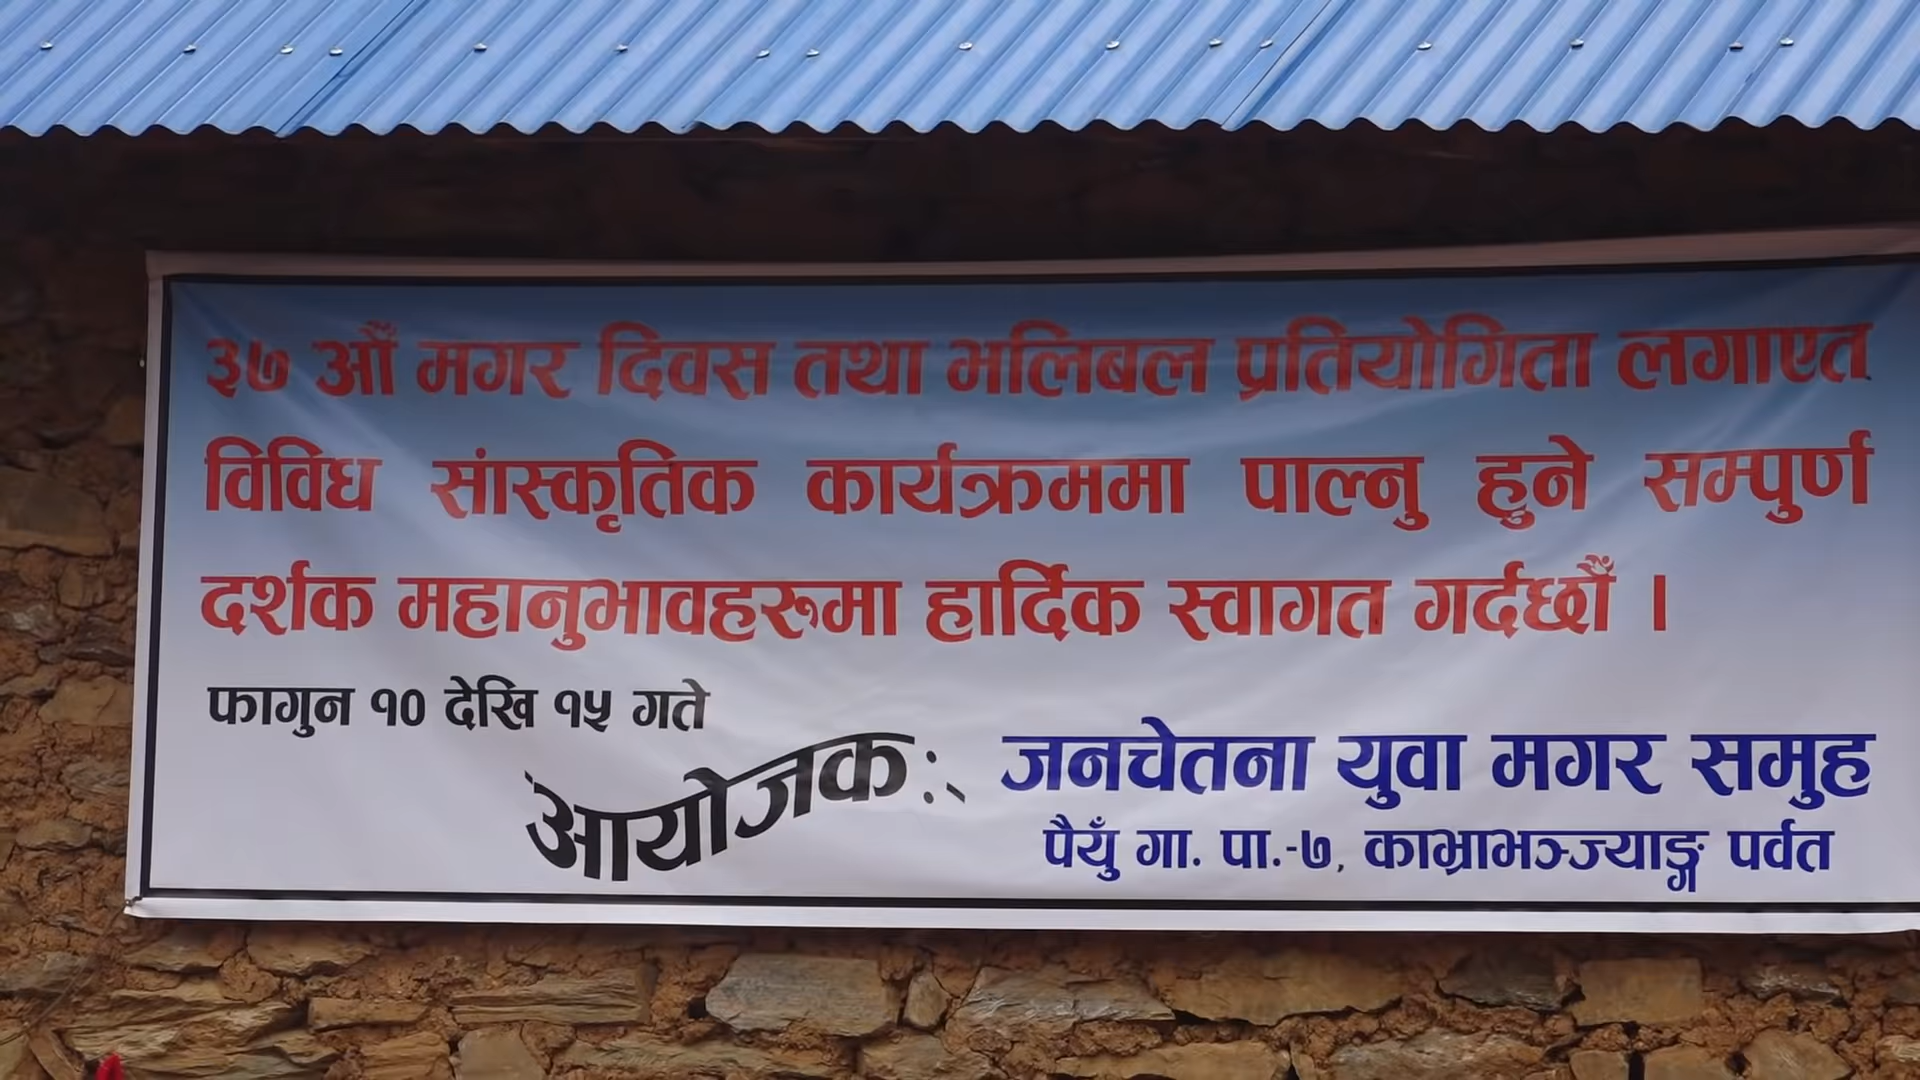 ३७ औं मगर दिवस तथा भलिबल प्रतियोगिता लगाएत
विविध सांस्कृतिक कार्यक्रममा पाल्नु हुने सम्पुर्ण
दर्शक महानुभावहरुमा हार्दिक स्वागत गर्दछौं ।
फागुन १० देखि १५ गते
आयोजक :-
जनचेतना युवा मगर समुह
पैयुँ गा. पा.-७, काभ्राभञ्ज्याङ्ग पर्वत